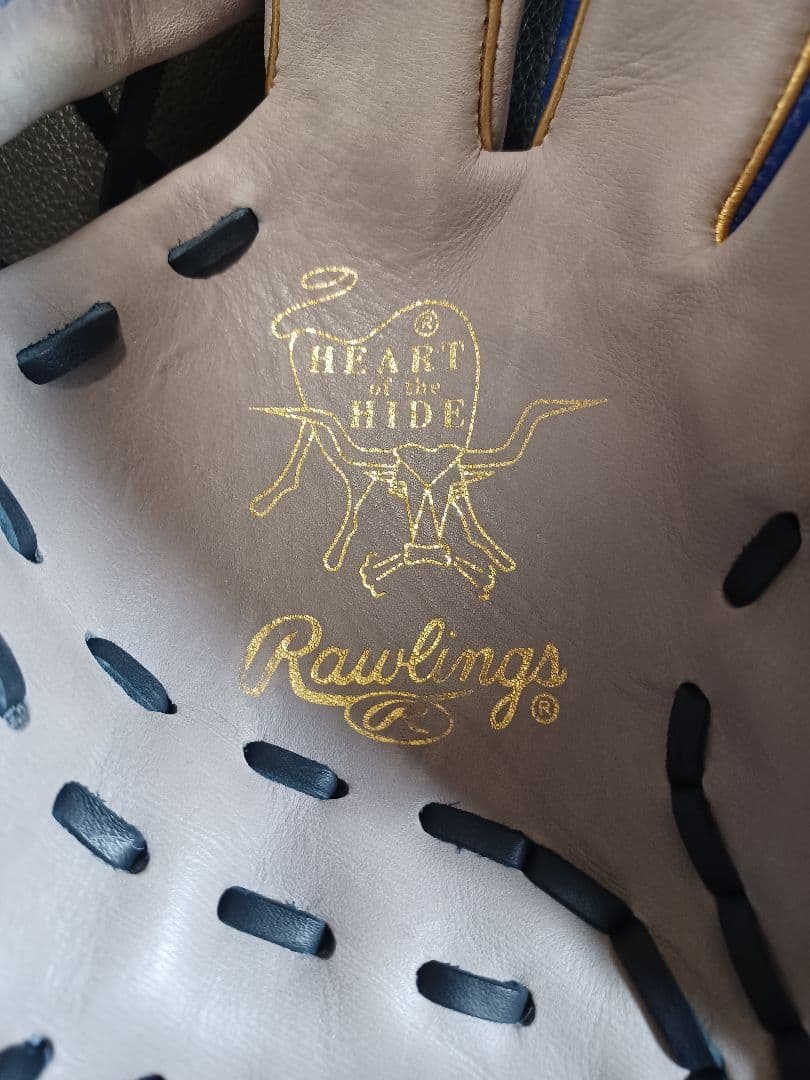 ®
HEART
of the
HIDE
Rawlings
R ®